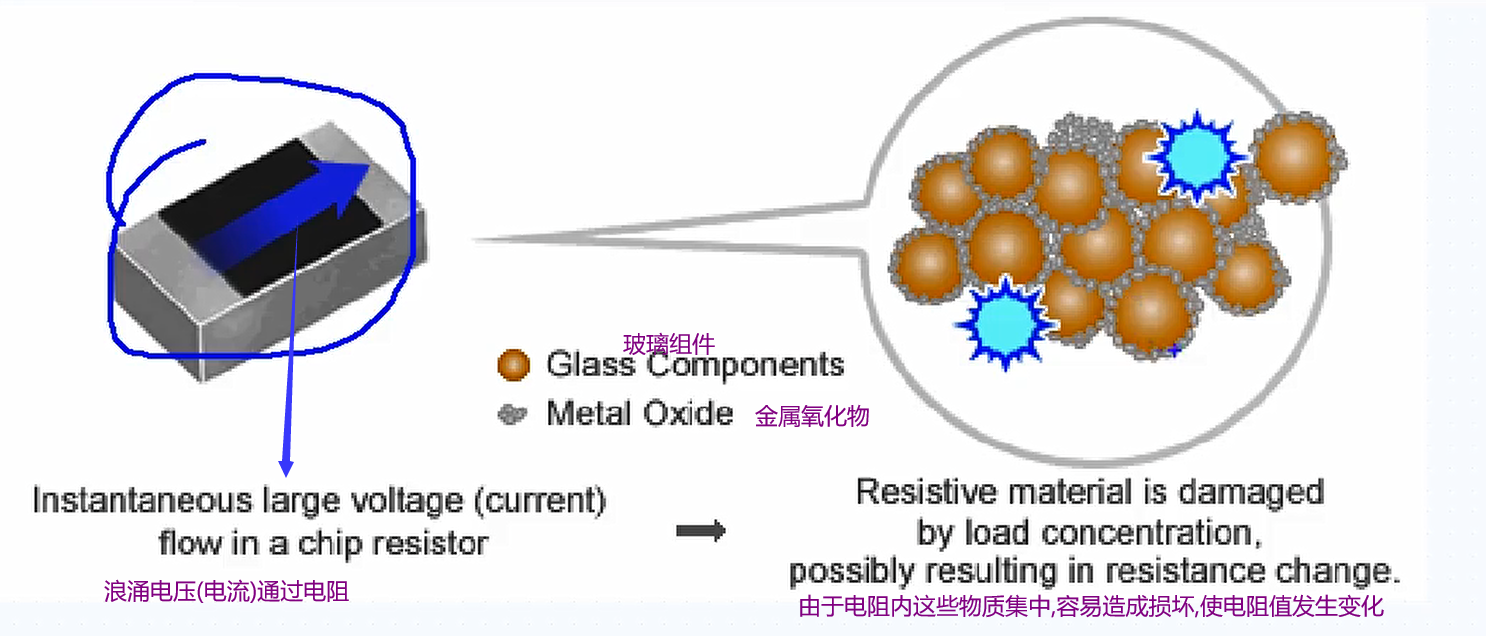 玻璃组件
Glass Components
Metal Oxide 金属氧化物
Instantaneous large voltage (current)
flow in a chip resistor
浪涌电压(电流)通过电阻
Resistive material is damaged
by load concentration,
possibly resulting in resistance change.
由于电阻内这些物质集中,容易造成损坏,使电阻值发生变化